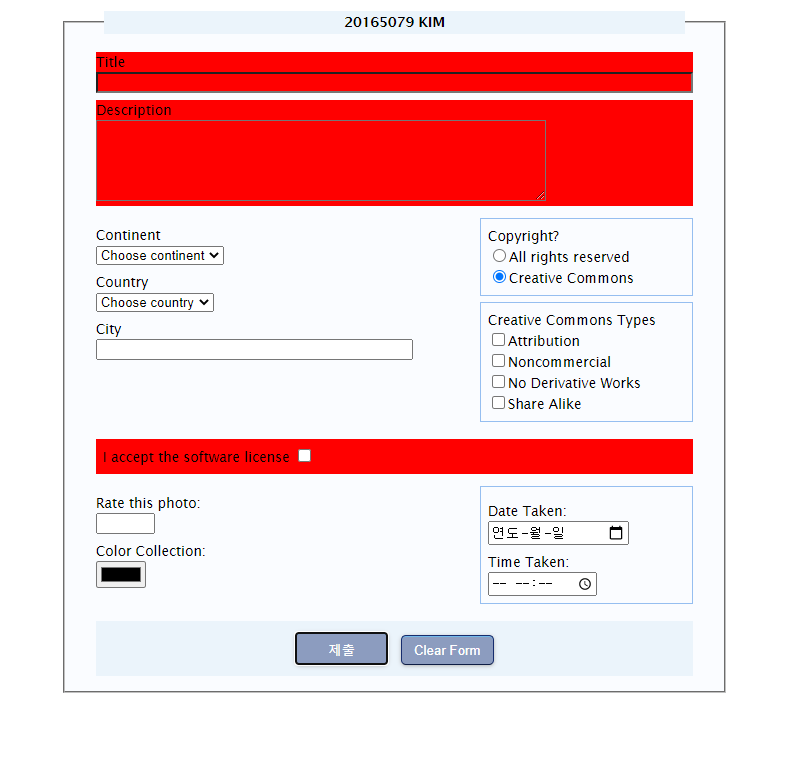 20165079 KIM
Title
Description
Continent
Choose continent
Country
Choose country
City
Copyright?
All rights reserved
Creative Commons
Creative Commons Types
Attribution
Noncommercial
No Derivative Works
Share Alike
I accept the software license
Rate this photo:
Color Collection:
Date Taken:
연도-월-일
Time Taken:
-- --:--
제출 Clear Form